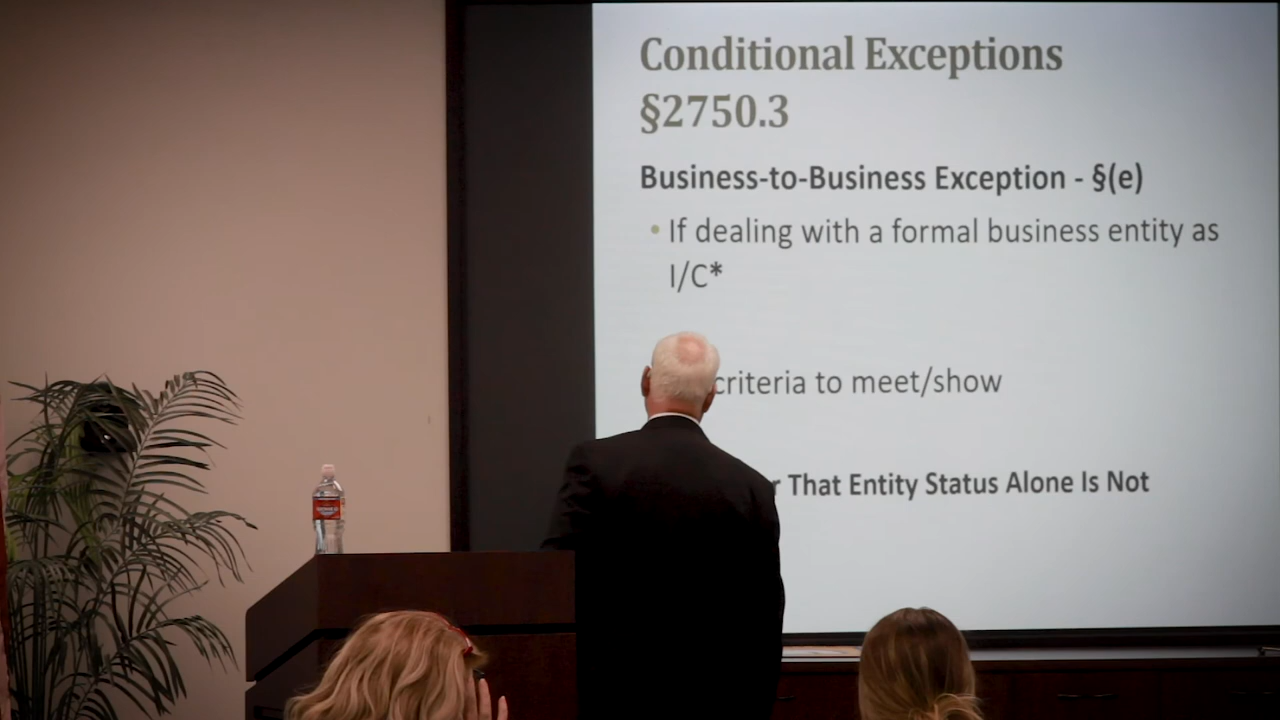 Conditional Exceptions
§2750.3
Business-to-Business Exception - §(e)
• If dealing with a formal business entity as
I/C*
criteria to meet/show
That Entity Status Alone Is Not